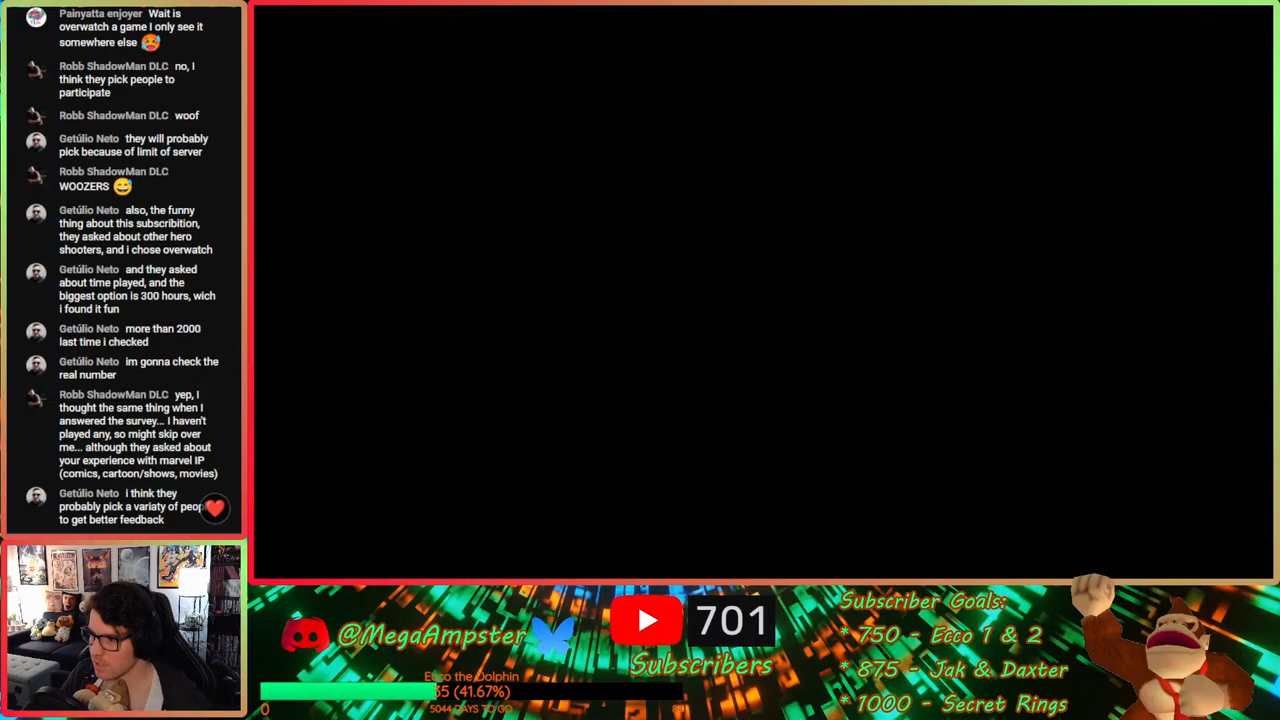 Painyatta enjoyer Wait is
overwatch a game I only see it
somewhere else 🥵
Robb ShadowMan DLC no, I
think they pick people to
participate
Robb ShadowMan DLC woof
Getúlio Neto they will probably
pick because of limit of server
Robb ShadowMan DLC
WOOZERS 😅
Getúlio Neto also, the funny
thing about this subscribition,
they asked about other hero
shooters, and i chose overwatch
Getúlio Neto and they asked
about time played, and the
biggest option is 300 hours, wich
i found it fun
Getúlio Neto more than 2000
last time i checked
Getúlio Neto im gonna check the
real number
Robb ShadowMan DLC yep, I
thought the same thing when I
answered the survey... I haven't
played any, so might skip over
me... although they asked about
your experience with marvel IP
(comics, cartoon/shows, movies)
Getúlio Neto i think they
probably pick a variaty of peop
to get better feedback
@MegaAmpster
701
Subscribers
Ecco the Dolphin
35 (41.67%)
0
5044 DAYS TO GO
Subscriber Goals:
* 750 - Ecco 1 & 2
* 875 - Jak & Daxter
* 1000 - Secret Rings